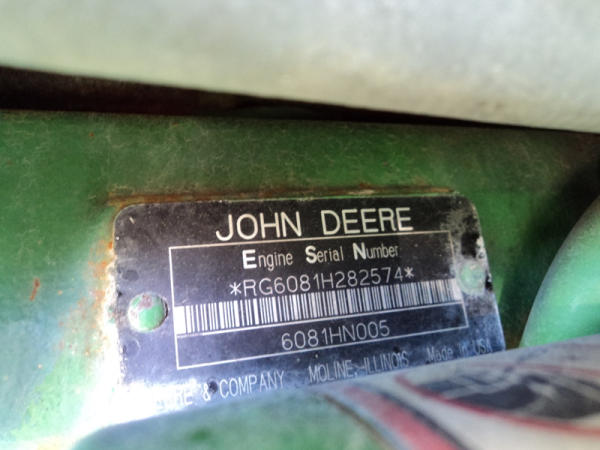 JOHN DEERE
Engine Serial Number
*RG6081H282574*
6081HN005
& COMPANY MOLINE, ILLINOIS Made in USA